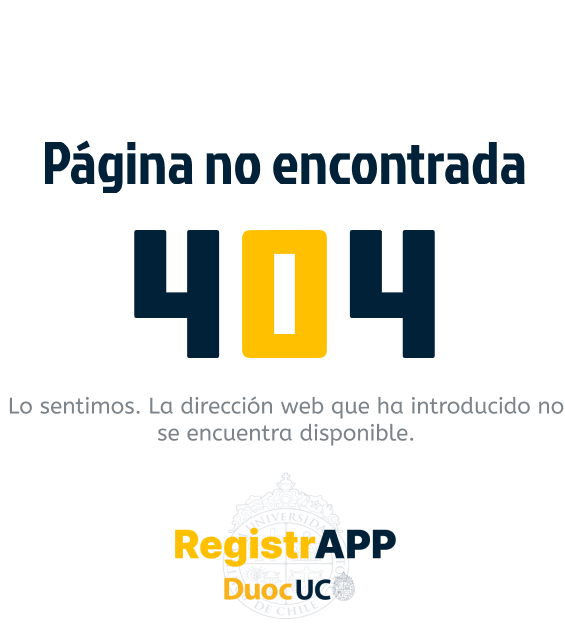 Página no encontrada
404
Lo sentimos. La dirección web que ha introducido no
se encuentra disponible.
RegistrAPP
DuocUC
DE CHILE